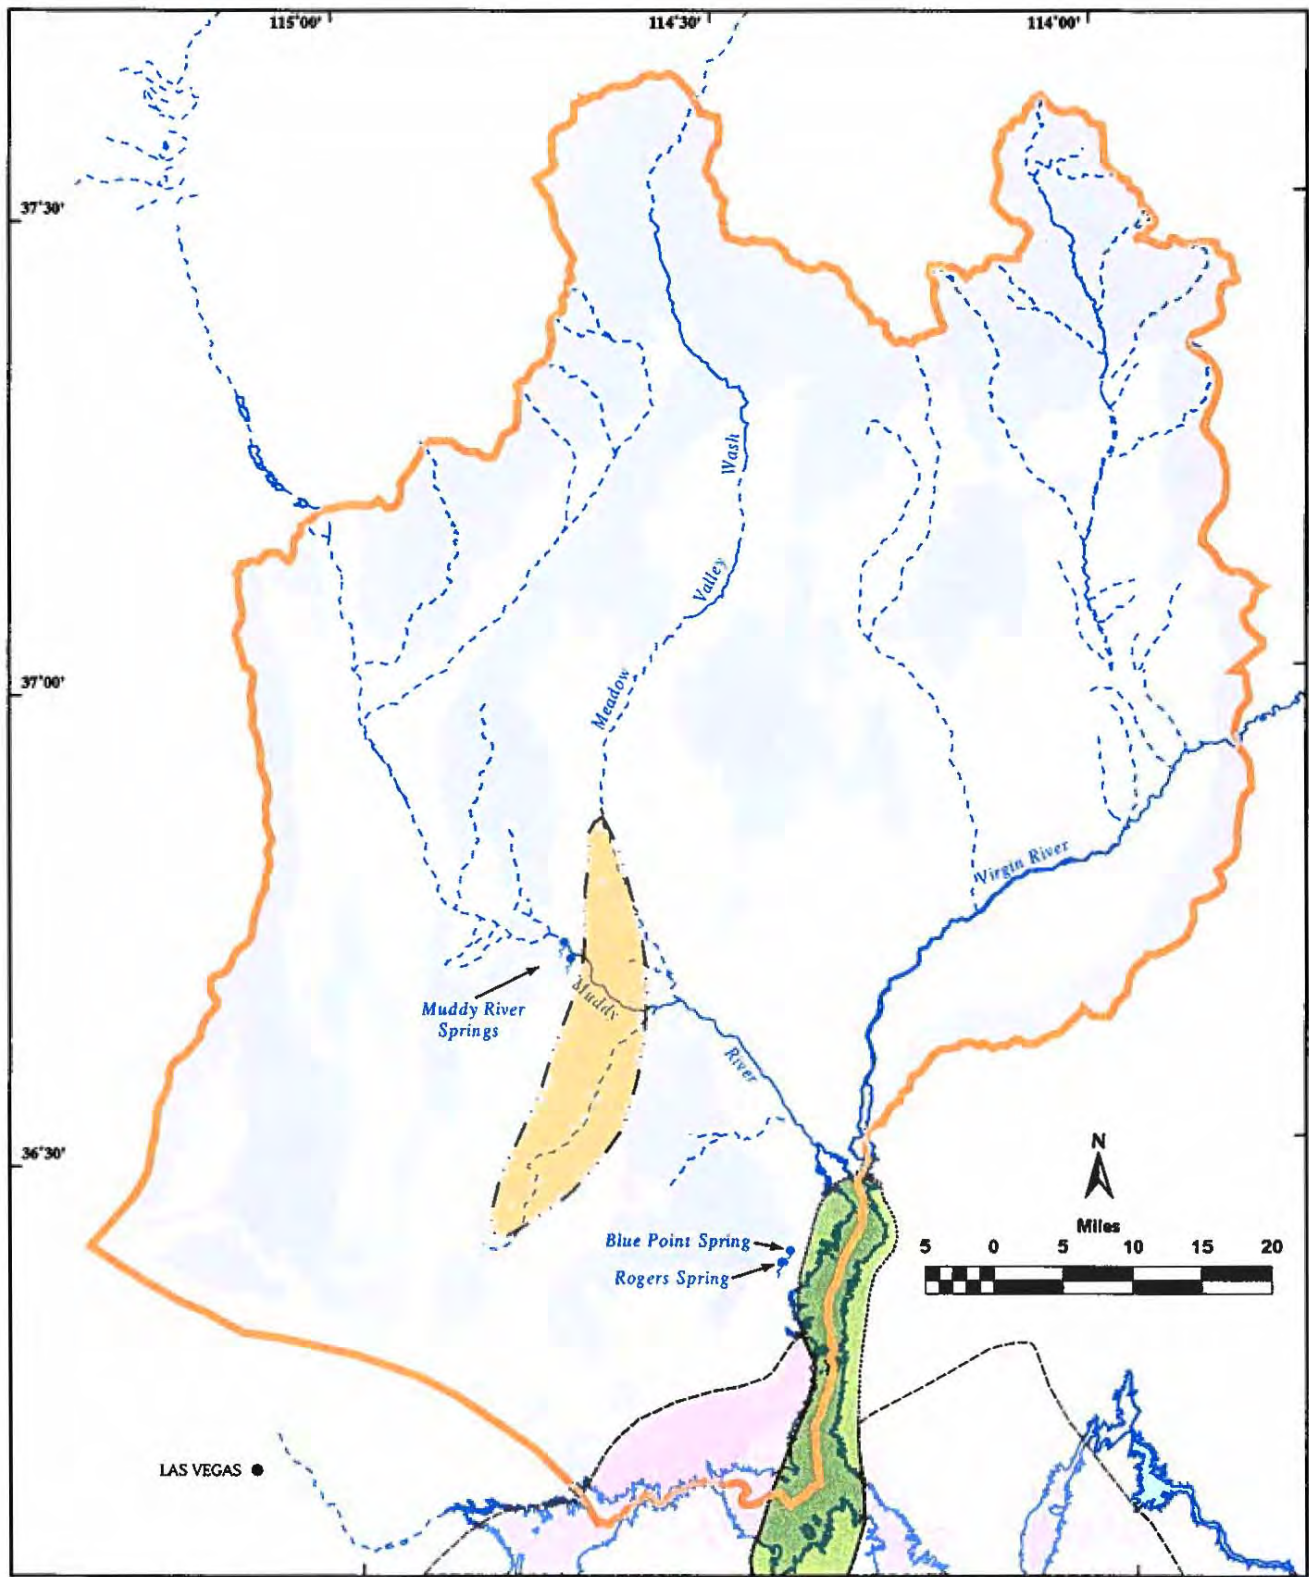 115°00'
114°30'
114°00'
37°30'
Wash
Valley
Meadow
37°00'
Virgin River
Muddy River
Springs
Muddy
River
36°30'
N
Miles
5 0 5 10 15 20
Blue Point Spring
Rogers Spring
LAS VEGAS